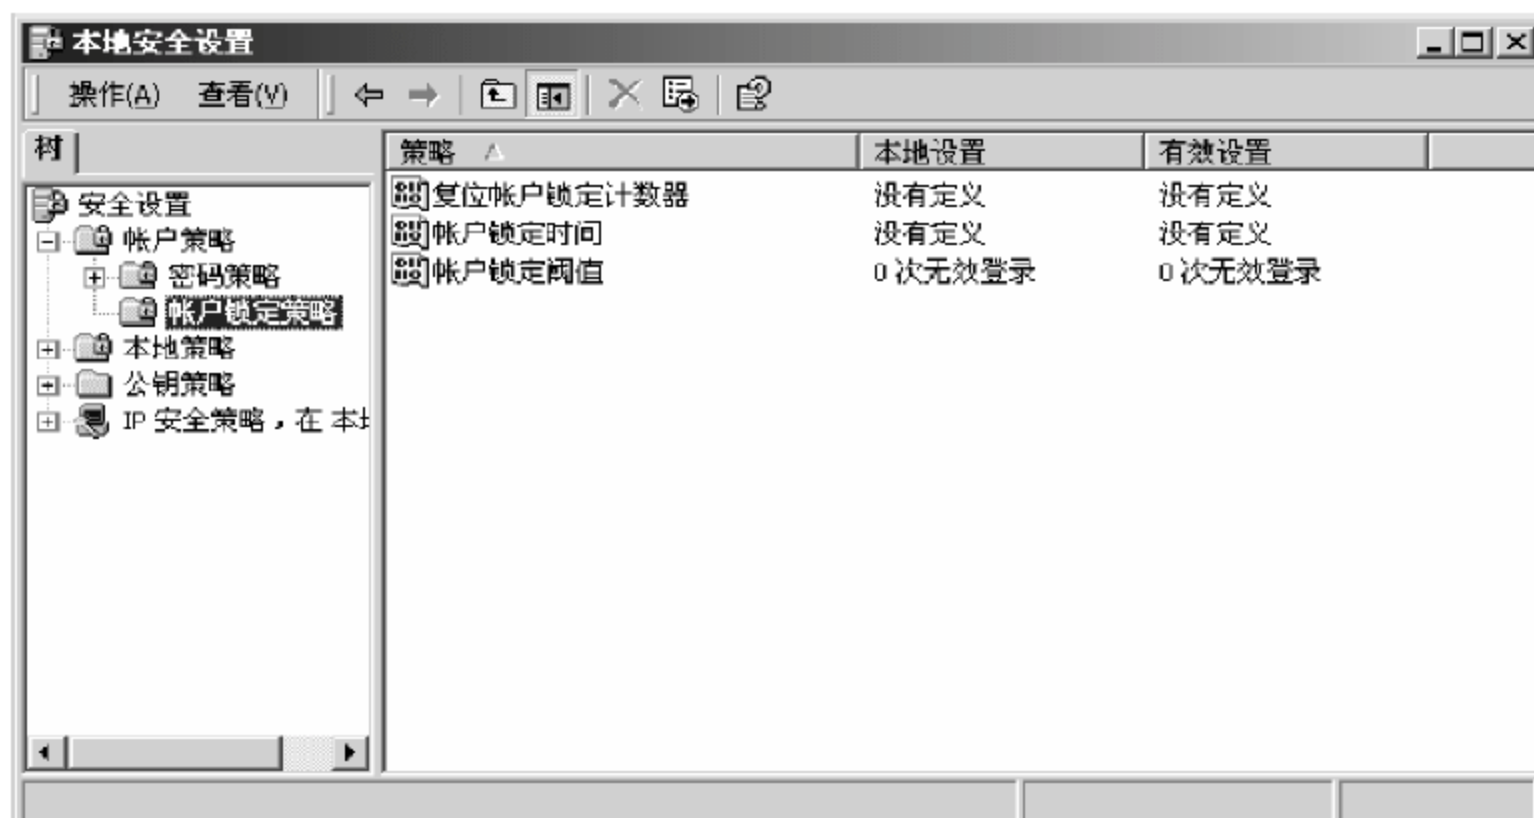 本地安全设置
操作(A) 查看(V)
树
策略 本地设置 有效设置
安全设置
帐户策略
密码策略
帐户锁定策略
本地策略
公钥策略
IP 安全策略，在 本
复位帐户锁定计数器 没有定义 没有定义
帐户锁定时间 没有定义 没有定义
帐户锁定阈值 0 次无效登录 0 次无效登录